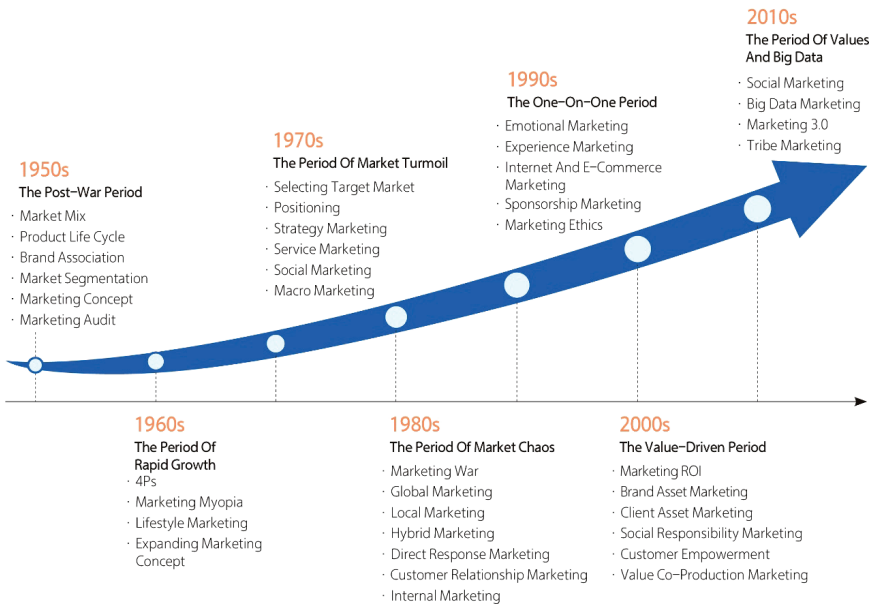 1950s
The Post-War Period
· Market Mix
· Product Life Cycle
· Brand Association
· Market Segmentation
· Marketing Concept
· Marketing Audit
1960s
The Period Of
Rapid Growth
· 4Ps
· Marketing Myopia
· Lifestyle Marketing
· Expanding Marketing
Concept
1970s
The Period Of Market Turmoil
· Selecting Target Market
· Positioning
· Strategy Marketing
· Service Marketing
· Social Marketing
· Macro Marketing
1980s
The Period Of Market Chaos
· Marketing War
· Global Marketing
· Local Marketing
· Hybrid Marketing
· Direct Response Marketing
· Customer Relationship Marketing
· Internal Marketing
1990s
The One-On-One Period
· Emotional Marketing
· Experience Marketing
· Internet And E-Commerce
Marketing
· Sponsorship Marketing
· Marketing Ethics
2000s
The Value-Driven Period
· Marketing ROI
· Brand Asset Marketing
· Client Asset Marketing
· Social Responsibility Marketing
· Customer Empowerment
· Value Co-Production Marketing
2010s
The Period Of Values
And Big Data
· Social Marketing
· Big Data Marketing
· Marketing 3.0
· Tribe Marketing